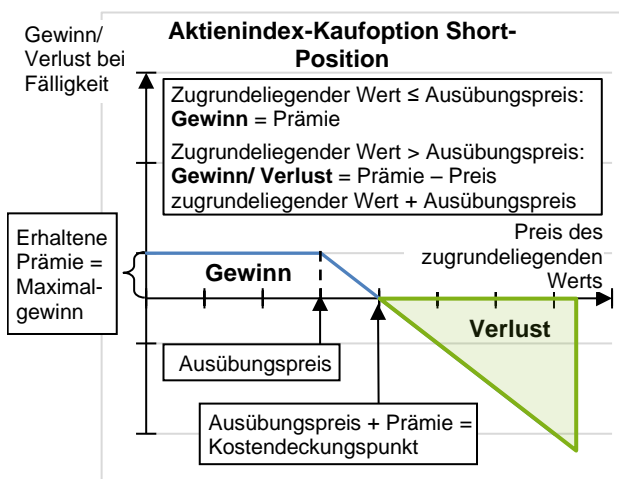 Gewinn/
Verlust bei
Fälligkeit
Aktienindex-Kaufoption Short-
Position
Zugrundeliegender Wert ≤ Ausübungspreis:
Gewinn = Prämie
Zugrundeliegender Wert > Ausübungspreis:
Gewinn/ Verlust = Prämie – Preis
zugrundeliegender Wert + Ausübungspreis
Erhaltene
Prämie =
Maximal-
gewinn
Preis des
zugrundeliegenden
Werts
Gewinn
Verlust
Ausübungspreis
Ausübungspreis + Prämie =
Kostendeckungspunkt